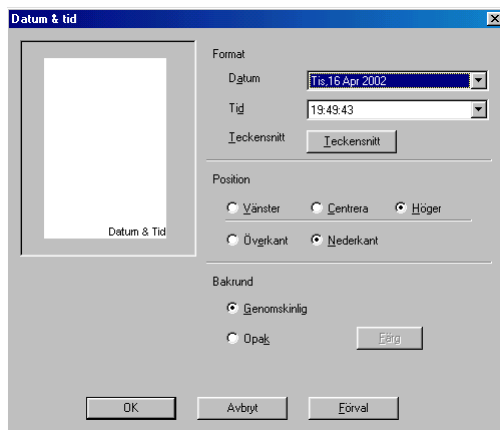 Datum & tid
Format
Datum Tis,16 Apr 2002
Tid 19:49:43
Teckensnitt Teckensnitt
Datum & Tid
Position
Vänster Centrera Höger
Överkant Nederkant
Bakrund
Genomskinlig
Opak Färg
OK Avbryt Förval